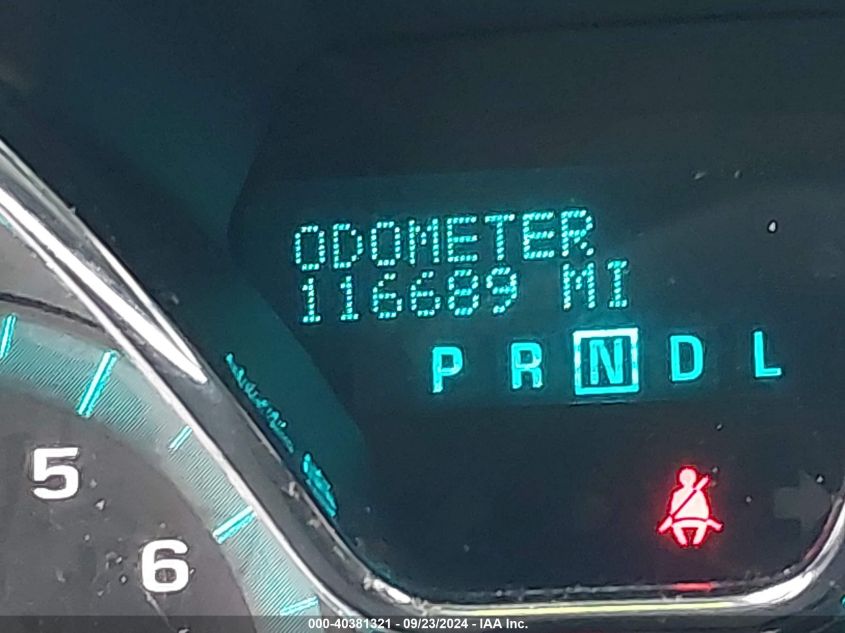 ODOMETER
116689 MI
P R N D L
5
6
000-40381321 - 09/23/2024 - IAA Inc.